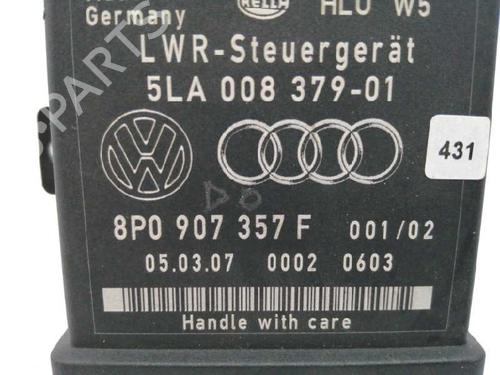 Germany HELLA HLU W5
LWR-Steuergerät
5LA 008 379-01
431
8P0 907 357 F 001/02
05.03.07 0002 0603
Handle with care